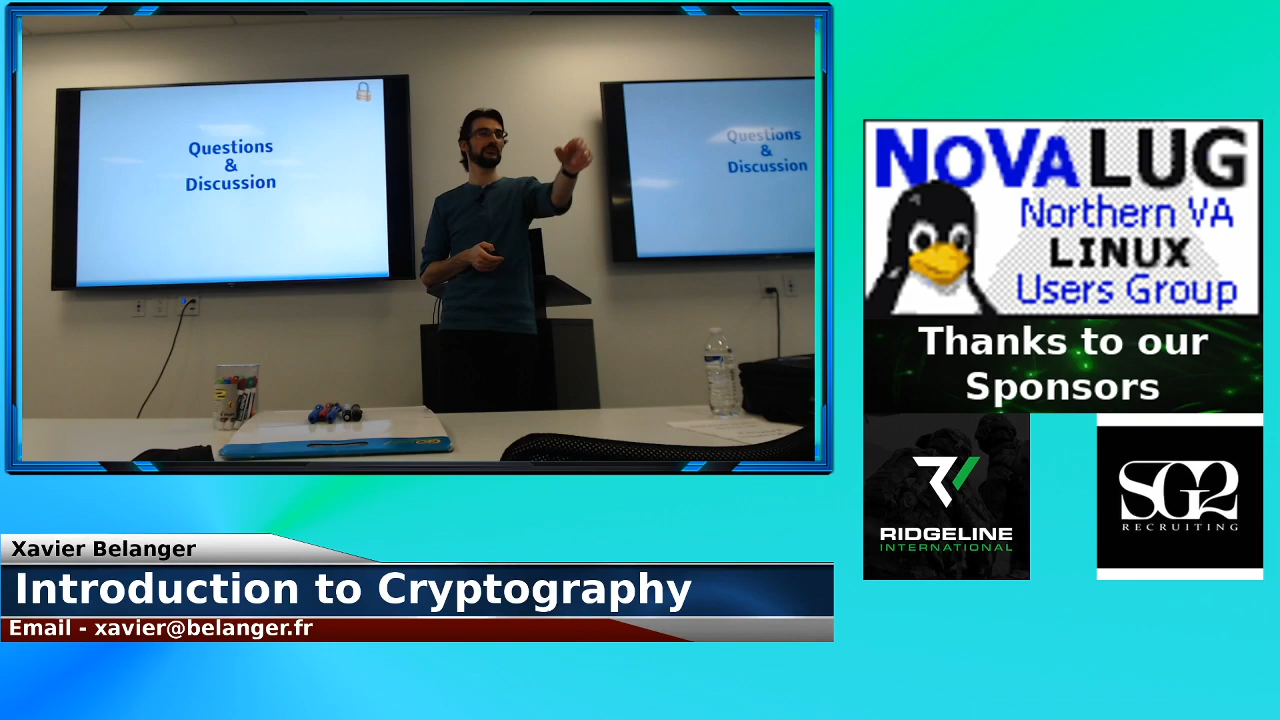 Questions
&
Discussion
Questions
&
Discussion
NoVALUG
Northern VA
LINUX
Users Group
Thanks to our
Sponsors
RIDGELINE
INTERNATIONAL
SG2
RECRUITING
Xavier Belanger
Introduction to Cryptography
Email - xavier@belanger.fr